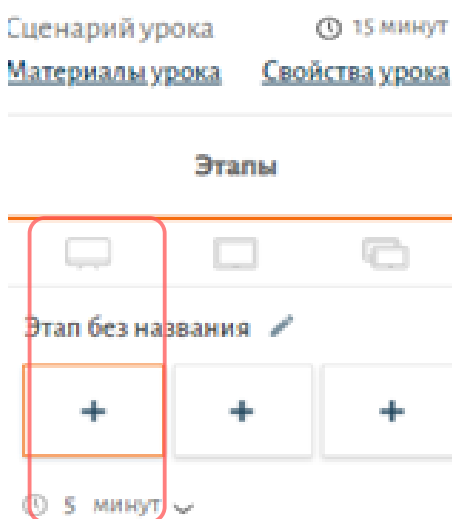 Сценарий урока 15 минут
Материалы урока Свойства урока
Этапы
Этап без названия
+ + +
5 минут